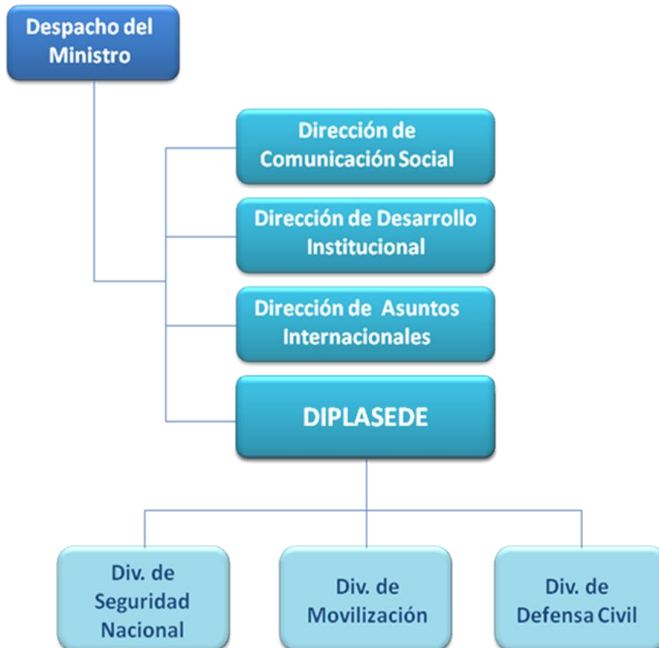 Despacho del
Ministro
Dirección de
Comunicación Social
Dirección de Desarrollo
Institucional
Dirección de Asuntos
Internacionales
DIPLASEDE
Div. de
Seguridad
Nacional
Div. de
Movilización
Div. de
Defensa Civil